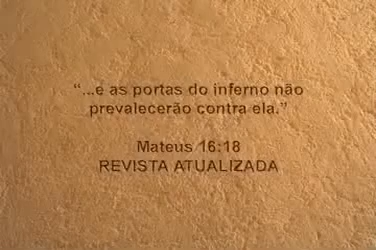 “...e as portas do inferno não
prevalecerão contra ela.”
Mateus 16:18
REVISTA ATUALIZADA